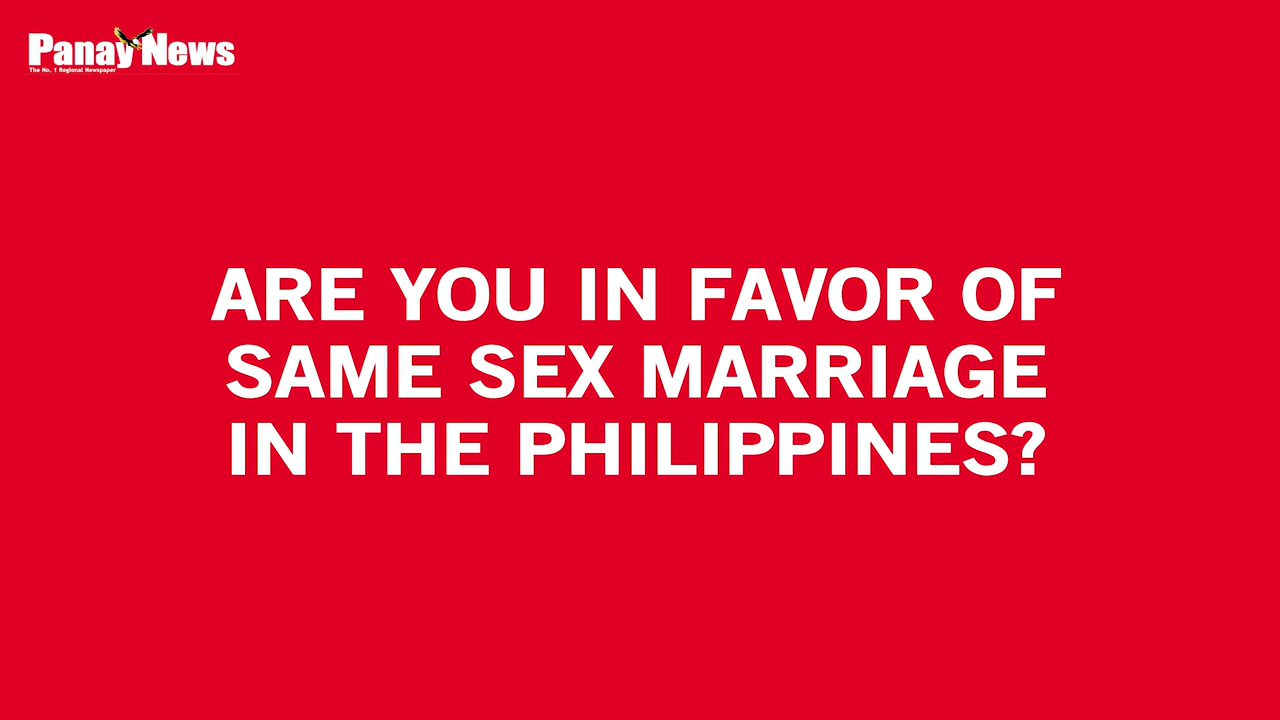 Panay News
The No. 1 Regional Newspaper
ARE YOU IN FAVOR OF
SAME SEX MARRIAGE
IN THE PHILIPPINES?